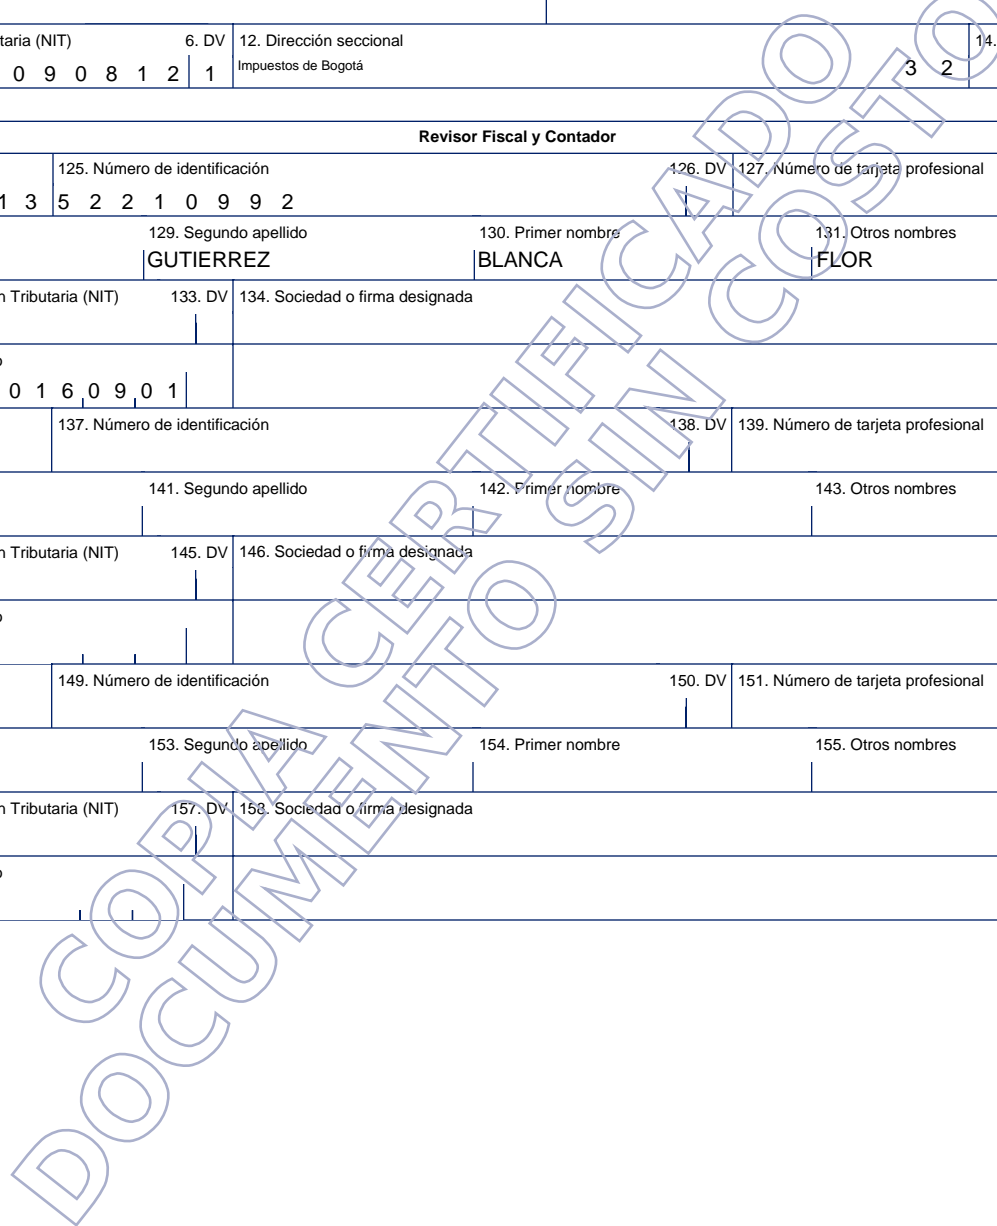 taria (NIT) 6. DV 12. Dirección seccional 14.
0 9 0 8 1 2 1 Impuestos de Bogotá 3 2
Revisor Fiscal y Contador
125. Número de identificación 126. DV 127. Número de tarjeta profesional
1 3 5 2 2 1 0 9 9 2
129. Segundo apellido 130. Primer nombre 131. Otros nombres
GUTIERREZ BLANCA FLOR
n Tributaria (NIT) 133. DV 134. Sociedad o firma designada
o
0 1 6 0 9 0 1
137. Número de identificación 138. DV 139. Número de tarjeta profesional
141. Segundo apellido 142. Primer nombre 143. Otros nombres
n Tributaria (NIT) 145. DV 146. Sociedad o firma designada
o
149. Número de identificación 150. DV 151. Número de tarjeta profesional
153. Segundo apellido 154. Primer nombre 155. Otros nombres
n Tributaria (NIT) 157. DV 158. Sociedad o firma designada
o
COPIA CERTIFICADO
DOCUMENTO SIN COSTO